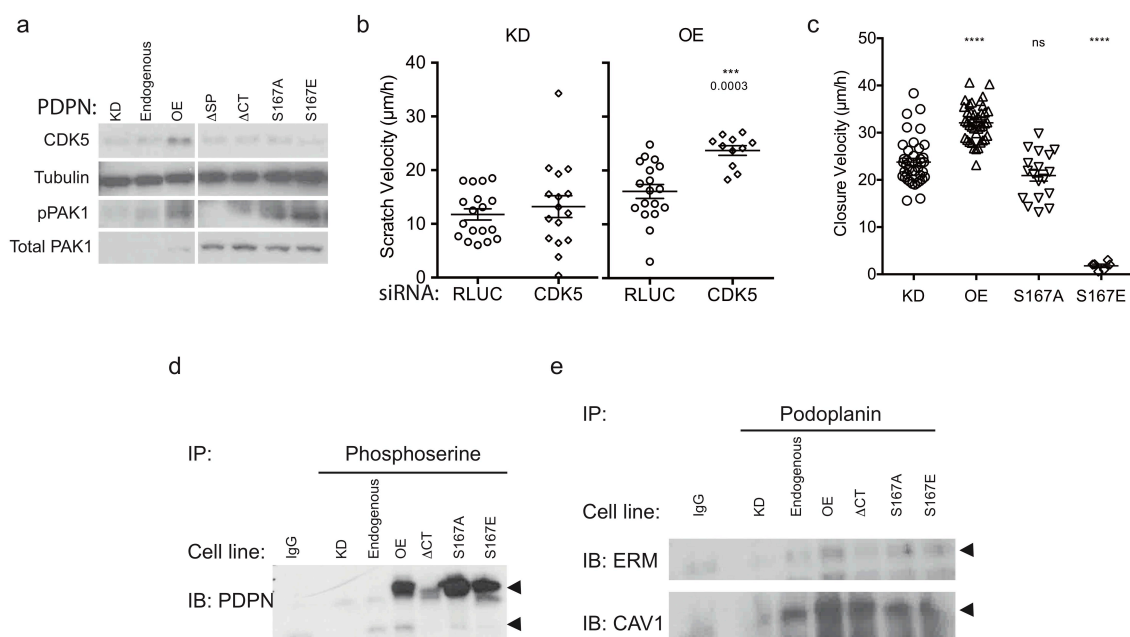 a
PDPN:
KD
Endogenous
OE
ΔSP
ΔCT
S167A
S167E
CDK5
Tubulin
pPAK1
Total PAK1
b
KD
OE
Scratch Velocity (μm/h)
40
30
20
10
0
***
0.0003
siRNA:
RLUC
CDK5
RLUC
CDK5
c
Closure Velocity (μm/h)
50
40
30
20
10
0
****
ns
****
KD
OE
S167A
S167E
d
IP:
Phosphoserine
Cell line:
IgG
KD
Endogenous
OE
ΔCT
S167A
S167E
IB: PDPN
e
IP:
Podoplanin
Cell line:
IgG
KD
Endogenous
OE
ΔCT
S167A
S167E
IB: ERM
IB: CAV1